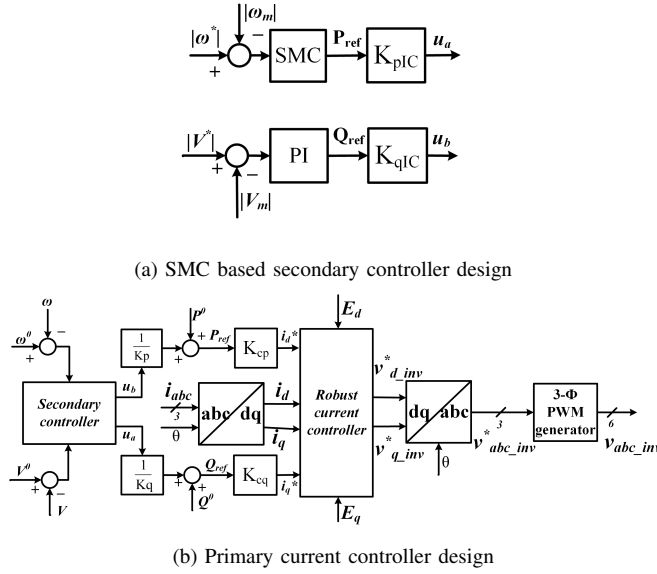 |ω_m|
|ω*| + − SMC P_ref K_pIC u_a
|V*| + − PI Q_ref K_qIC u_b
|V_m|
(a) SMC based secondary controller design
ω
ω⁰ + −
Secondary controller
u_b
u_a
V⁰ + −
V
1/Kp
P⁰
+ + P_ref K_cp i_d*
i_abc 3 θ abc dq i_d i_q
1/Kq
+ + Q_ref K_cq i_q*
Q⁰
E_d
Robust current controller
E_q
v*_d_inv
v*_q_inv
dq abc θ
3
v*_abc_inv
3-Φ PWM generator
6
v_abc_inv
(b) Primary current controller design